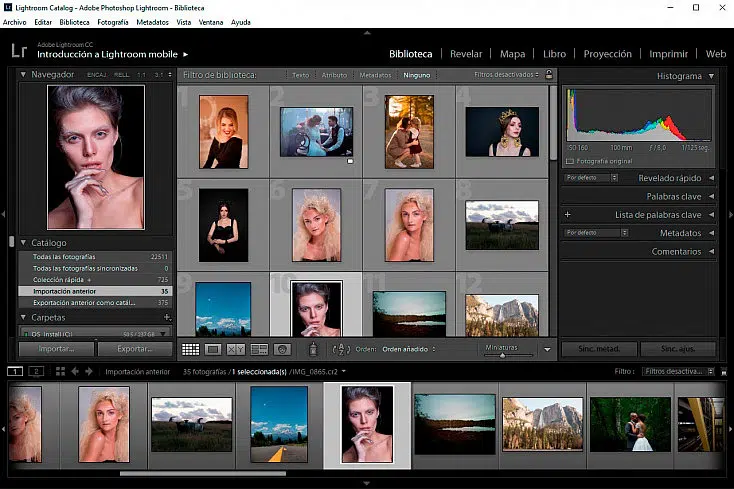 Lightroom Catalog - Adobe Photoshop Lightroom - Biblioteca
Archivo Editar Biblioteca Fotografía Metadatos Vista Ventana Ayuda
Lr
Adobe Lightroom CC
Introducción a Lightroom mobile
Biblioteca | Revelar | Mapa | Libro | Proyección | Imprimir | Web
Navegador ENCAJ. RELL. 1:1 3:1
Filtro de biblioteca: Texto Atributo Metadatos Ninguno Filtros desactivados
Histograma
1 2 3 4
ISO 160 100 mm ƒ / 8,0 1/125 seg.
Fotografía original
Por defecto Revelado rápido
Palabras clave
5 6 7 8
Lista de palabras clave
Por defecto Metadatos
Comentarios
Catálogo
Todas las fotografías 22511
Todas las fotografías sincronizadas 0
Colección rápida + 725
Importación anterior 35
Exportación anterior como catál... 375
9 10 11 12
Carpetas
OS_Install (C:)
Importar... Exportar...
Orden: Orden añadido
Miniaturas
Sinc. metad. Sinc. ajus.
1 2 Importación anterior 35 fotografías / 1 seleccionada(s) / IMG_0865.cr2
Filtro : Filtros desactiva...